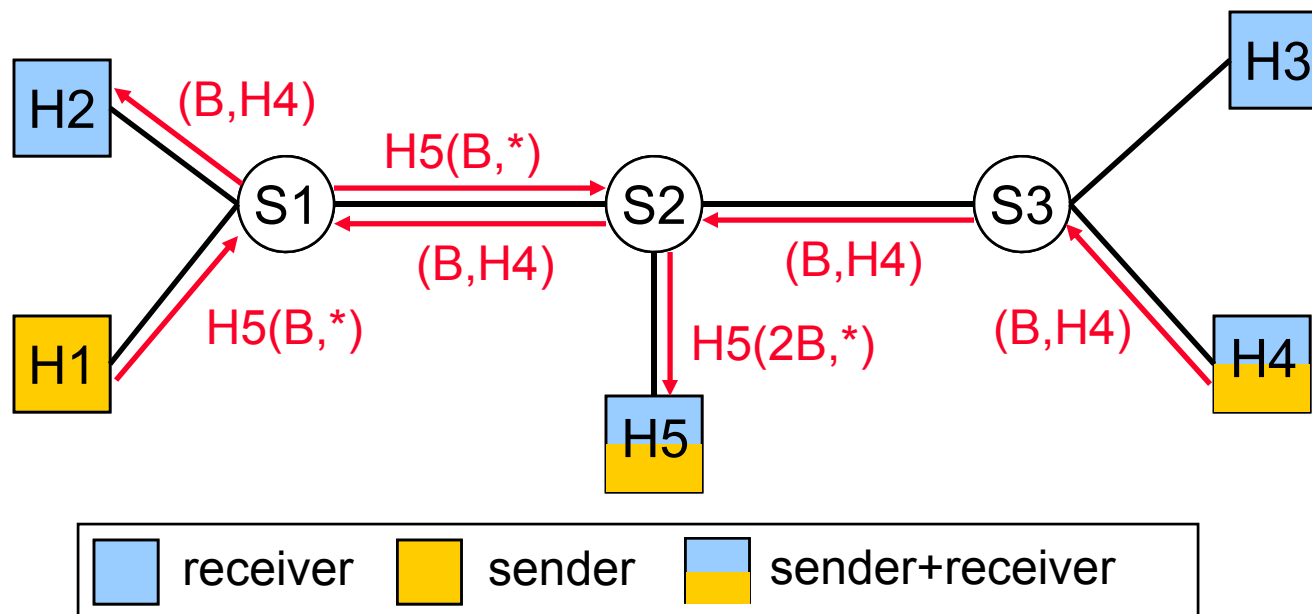 H3
H2
(B,H4)
H5(B,*)
S1
S2
S3
(B,H4)
(B,H4)
H5(B,*)
(B,H4)
H5(2B,*)
H1
H4
H5
receiver
sender
sender+receiver